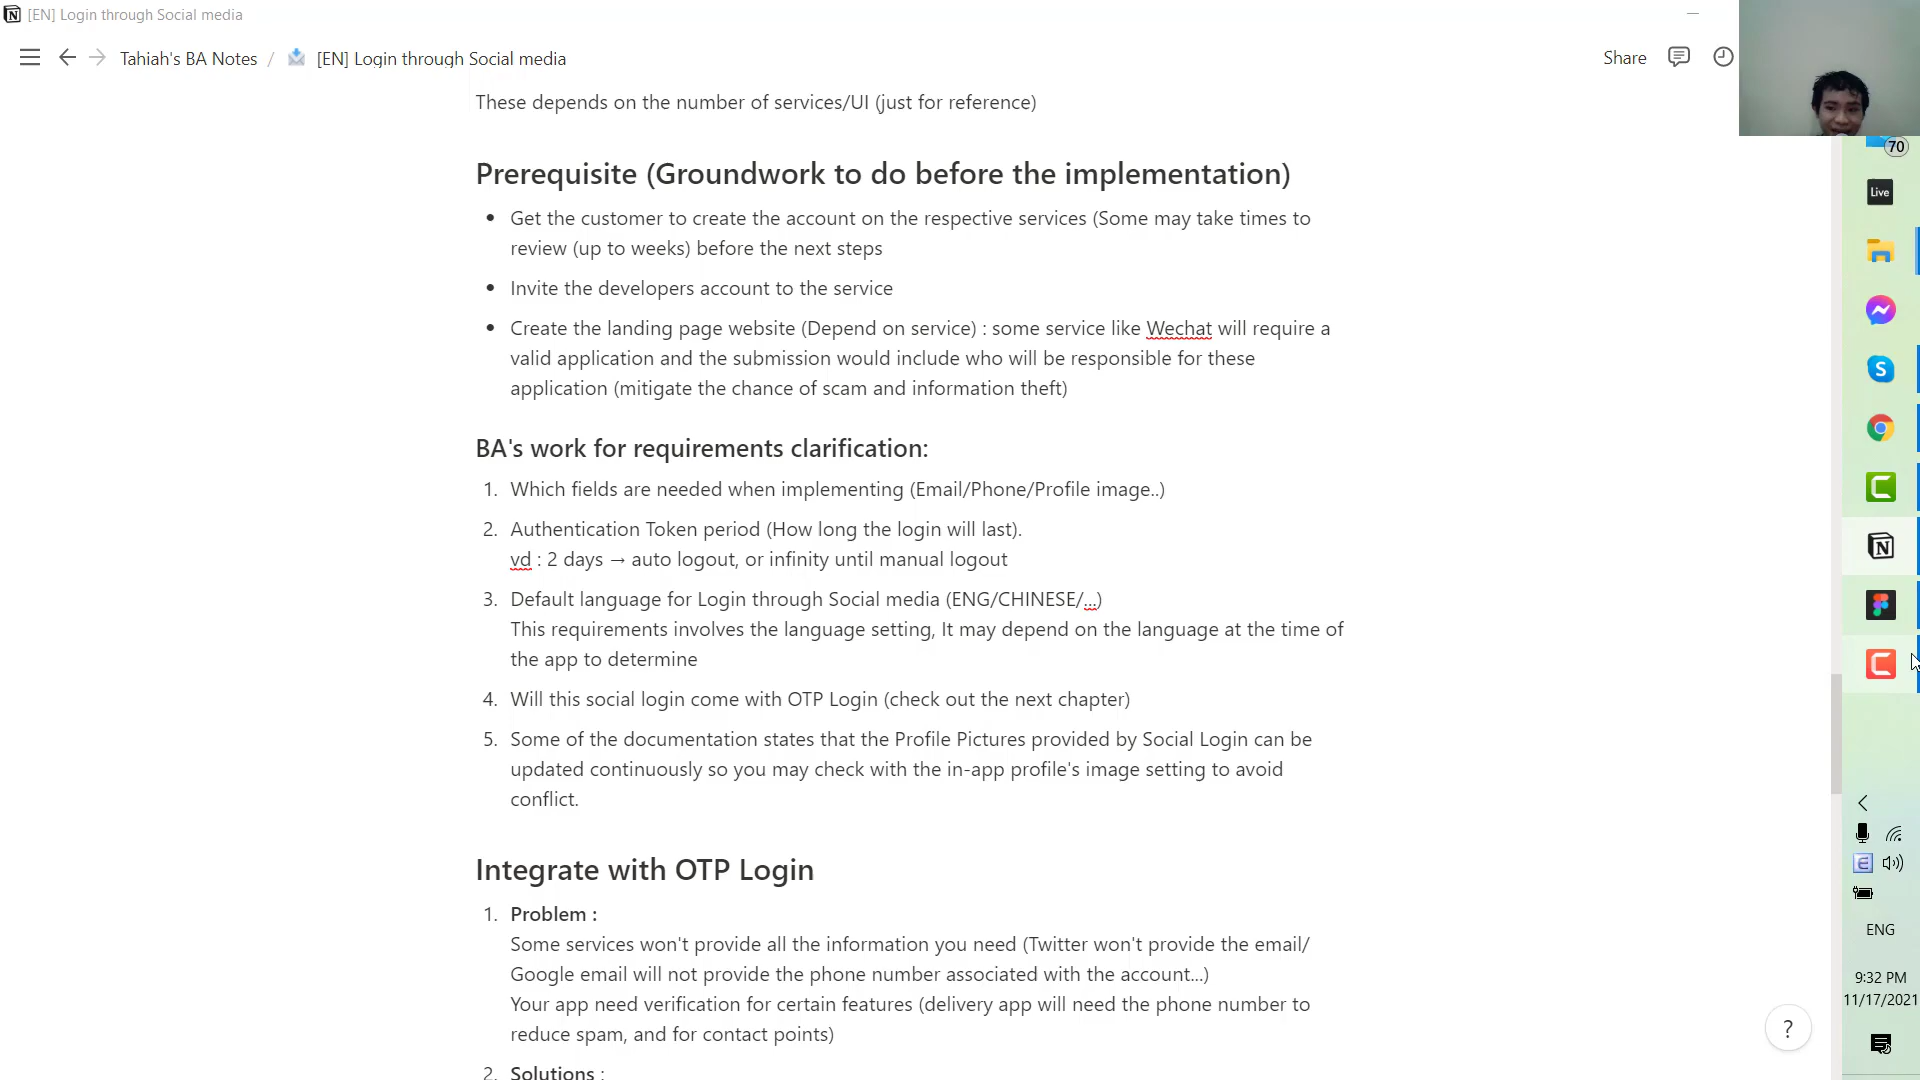 [EN] Login through Social media
Tahiah's BA Notes / [EN] Login through Social media
Share
These depends on the number of services/UI (just for reference)
Prerequisite (Groundwork to do before the implementation)
• Get the customer to create the account on the respective services (Some may take times to
review (up to weeks) before the next steps
• Invite the developers account to the service
• Create the landing page website (Depend on service) : some service like Wechat will require a
valid application and the submission would include who will be responsible for these
application (mitigate the chance of scam and information theft)
BA's work for requirements clarification:
1. Which fields are needed when implementing (Email/Phone/Profile image..)
2. Authentication Token period (How long the login will last).
vd : 2 days → auto logout, or infinity until manual logout
3. Default language for Login through Social media (ENG/CHINESE/...)
This requirements involves the language setting, It may depend on the language at the time of
the app to determine
4. Will this social login come with OTP Login (check out the next chapter)
5. Some of the documentation states that the Profile Pictures provided by Social Login can be
updated continuously so you may check with the in-app profile's image setting to avoid
conflict.
Integrate with OTP Login
1. Problem :
Some services won't provide all the information you need (Twitter won't provide the email/
Google email will not provide the phone number associated with the account...)
Your app need verification for certain features (delivery app will need the phone number to
reduce spam, and for contact points)
2. Solutions :
70
Live
ENG
9:32 PM
11/17/2021
?